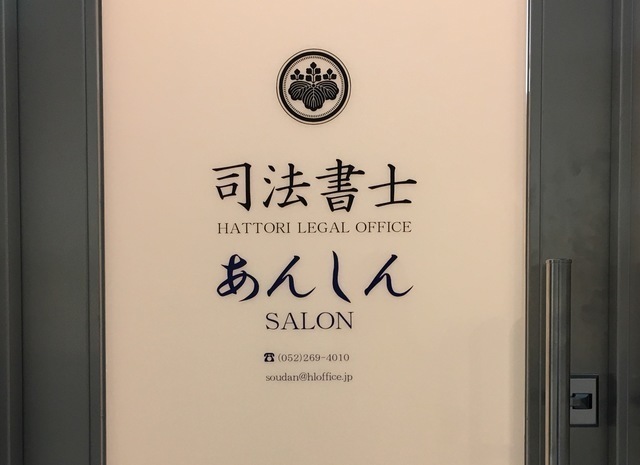 司法書士
HATTORI LEGAL OFFICE
あんしん
SALON
☎(052)269-4010
soudan@hloffice.jp